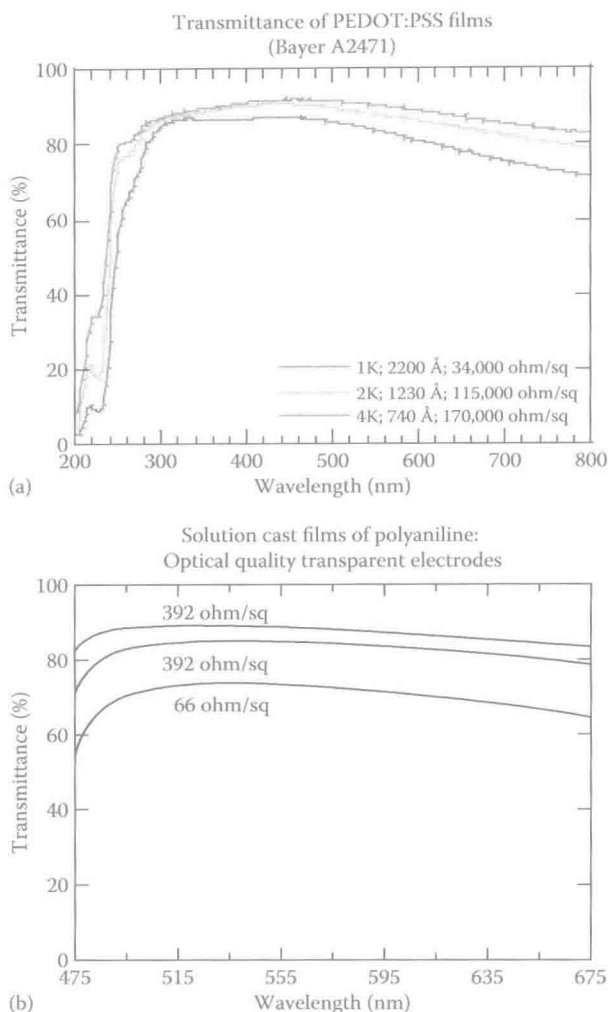 Transmittance of PEDOT:PSS films
(Bayer A2471)
100
80
60
40
20
0
Transmittance (%)
1K; 2200 Å; 34,000 ohm/sq
2K; 1230 Å; 115,000 ohm/sq
4K; 740 Å; 170,000 ohm/sq
200 300 400 500 600 700 800
(a) Wavelength (nm)
Solution cast films of polyaniline:
Optical quality transparent electrodes
100
80
60
40
20
0
Transmittance (%)
392 ohm/sq
392 ohm/sq
66 ohm/sq
475 515 555 595 635 675
(b) Wavelength (nm)